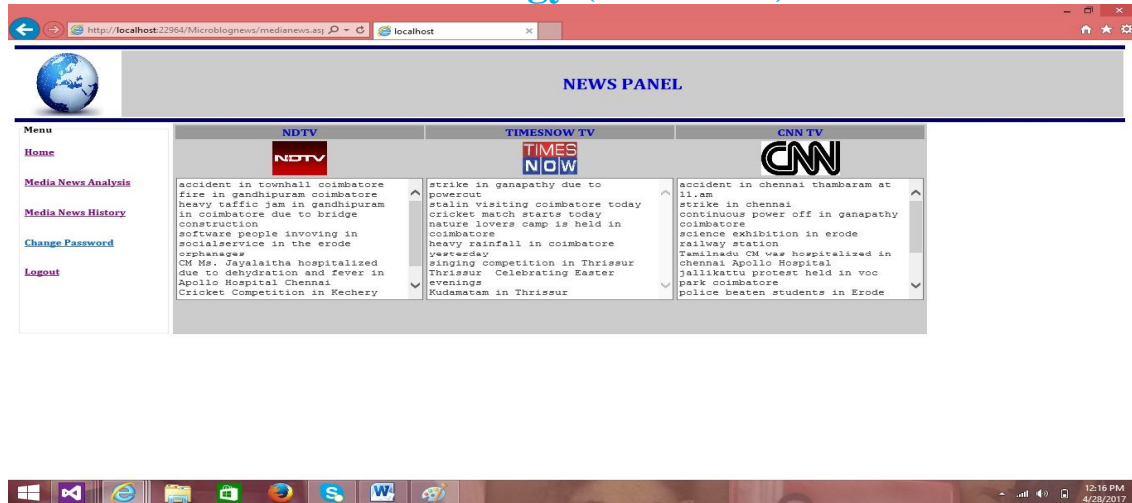 http://localhost:22964/Microblognews/medianews.asp
localhost
NEWS PANEL
Menu
Home
Media News Analysis
Media News History
Change Password
Logout
NDTV
NDTV
accident in townhall coimbatore
fire in gandhipuram coimbatore
heavy taffic jam in gandhipuram
in coimbatore due to bridge
construction
software people invoving in
socialservice in the erode
orphanages
CM Ms. Jayalaitha hospitalized
due to dehydration and fever in
Apollo Hospital Chennai
Cricket Competition in Kechery
TIMESNOW TV
TIMES
NOW
strike in ganapathy due to
powercut
stalin visiting coimbatore today
cricket match starts today
nature lovers camp is held in
coimbatore
heavy rainfall in coimbatore
yesterday
singing competition in Thrissur
Thrissur Celebrating Easter
evenings
Kudamatam in Thrissur
CNN TV
CNN
accident in chennai thambaram at
11.am
strike in chennai
continuous power off in ganapathy
coimbatore
science exhibition in erode
railway station
Tamilnadu CM was hospitalized in
chennai Apollo Hospital
jallikattu protest held in voc
park coimbatore
police beaten students in Erode
12:16 PM
4/28/2017